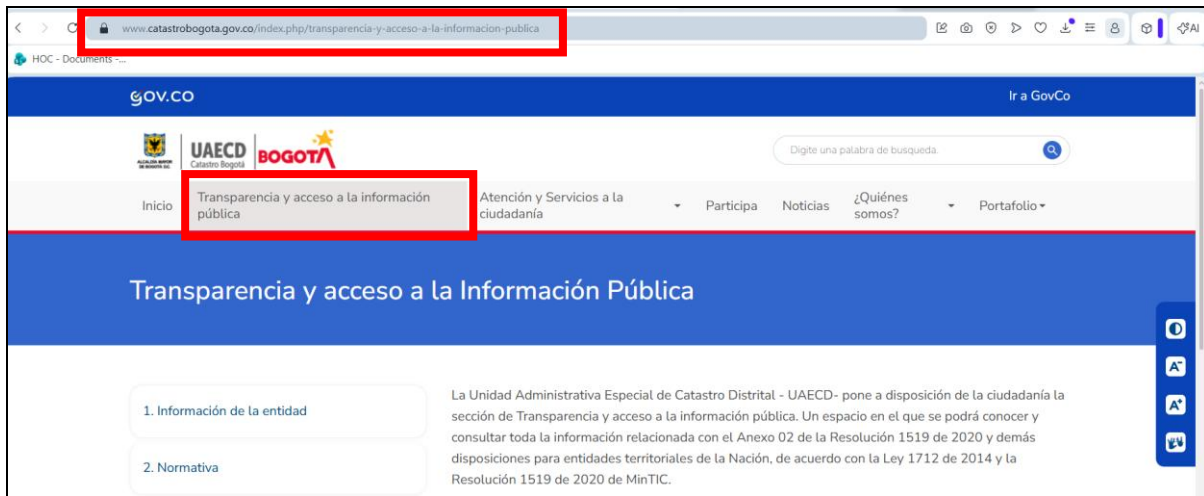 www.catastrobogota.gov.co/index.php/transparencia-y-acceso-a-la-informacion-publica
AI
HOC - Documents -...
GOV.CO
Ir a GovCo
ALCALDÍA MAYOR
DE BOGOTÁ D.C.
UAECD
Catastro Bogotá
BOGOTÁ
Digite una palabra de busqueda.
Inicio
Transparencia y acceso a la información
pública
Atención y Servicios a la
ciudadanía
Participa
Noticias
¿Quiénes
somos?
Portafolio
Transparencia y acceso a la Información Pública
A-
A+
1. Información de la entidad
2. Normativa
La Unidad Administrativa Especial de Catastro Distrital - UAECD- pone a disposición de la ciudadanía la
sección de Transparencia y acceso a la información pública. Un espacio en el que se podrá conocer y
consultar toda la información relacionada con el Anexo 02 de la Resolución 1519 de 2020 y demás
disposiciones para entidades territoriales de la Nación, de acuerdo con la Ley 1712 de 2014 y la
Resolución 1519 de 2020 de MinTIC.